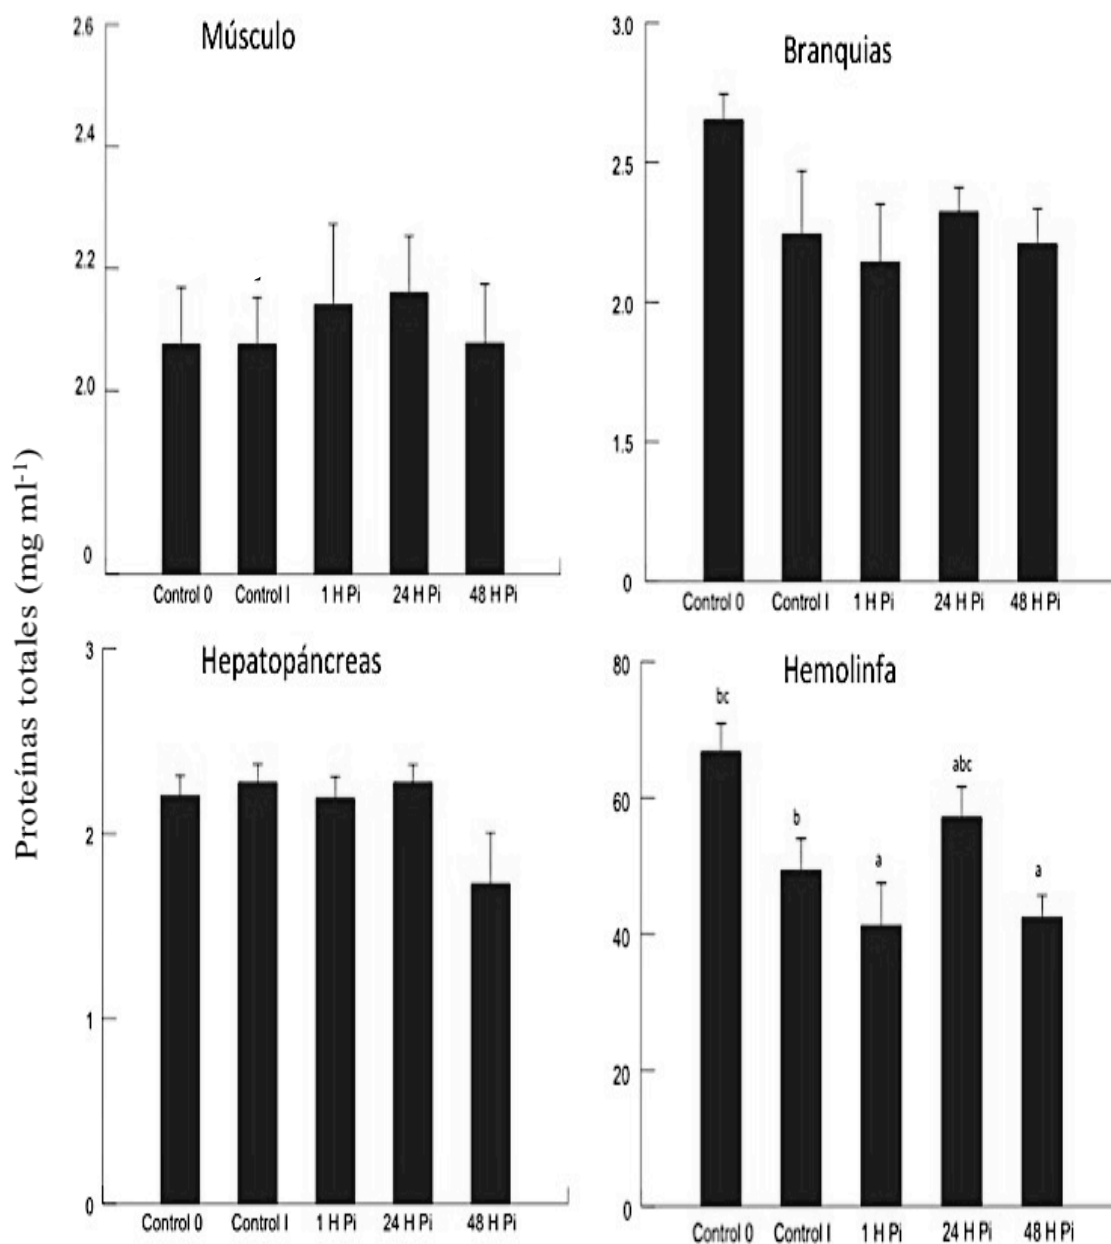 Proteínas totales (mg ml-1)
Músculo
2.6
2.4
2.2
2.0
0
Control 0 Control I 1 H Pi 24 H Pi 48 H Pi
Branquias
3.0
2.5
2.0
1.5
0
Control 0 Control I 1 H Pi 24 H Pi 48 H Pi
Hepatopáncreas
3
2
1
0
Control 0 Control I 1 H Pi 24 H Pi 48 H Pi
Hemolinfa
80
60
40
20
0
bc
b
a
abc
a
Control 0 Control I 1 H Pi 24 H Pi 48 H Pi